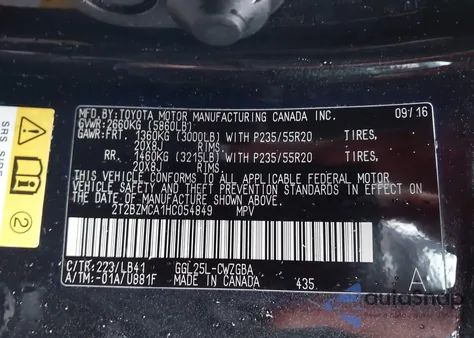 MFD.BY:TOYOTA MOTOR MANUFACTURING CANADA INC.
09/16
GVWR:2660KG (5860LB)
GAWR:FRT. 1360KG (3000LB) WITH P235/55R20 TIRES,
20X8J RIMS.
RR. 1460KG (3215LB) WITH P235/55R20 TIRES,
20X8J RIMS.
THIS VEHICLE CONFORMS TO ALL APPLICABLE FEDERAL MOTOR
VEHICLE SAFETY AND THEFT PREVENTION STANDARDS IN EFFECT ON
THE DATE OF MANUFACTURE SHOWN ABOVE.
2T2BZMCA1HC054849 MPV
C/TR:223/LB41 GGL25L-CWZGBA
A/TM:-01A/U881F MADE IN CANADA 435 A
SRS SIDE
autoshap